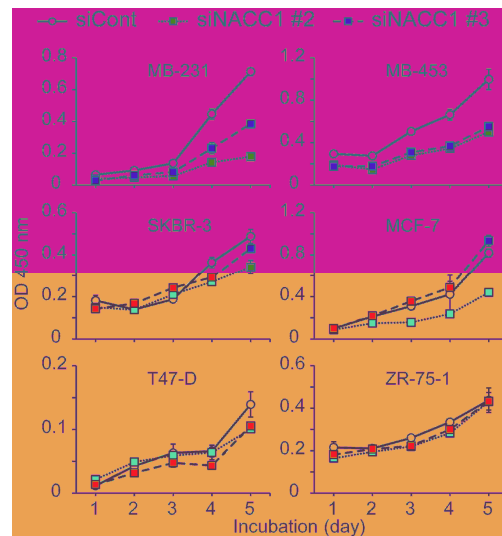 siCont siNACC1 #2 siNACC1 #3
MB-231 MB-453
0.8 1.2
0.6
0.4 0.8
0.2 0.4
0 0
SKBR-3 MCF-7
0.6 1.2
0.4 0.8
0.2 0.4
0 0
OD 490 nm
T47-D ZR-75-1
0.2 0.6
0.1 0.4
0.2
0 0
1 2 3 4 5 1 2 3 4 5
Incubation (day)